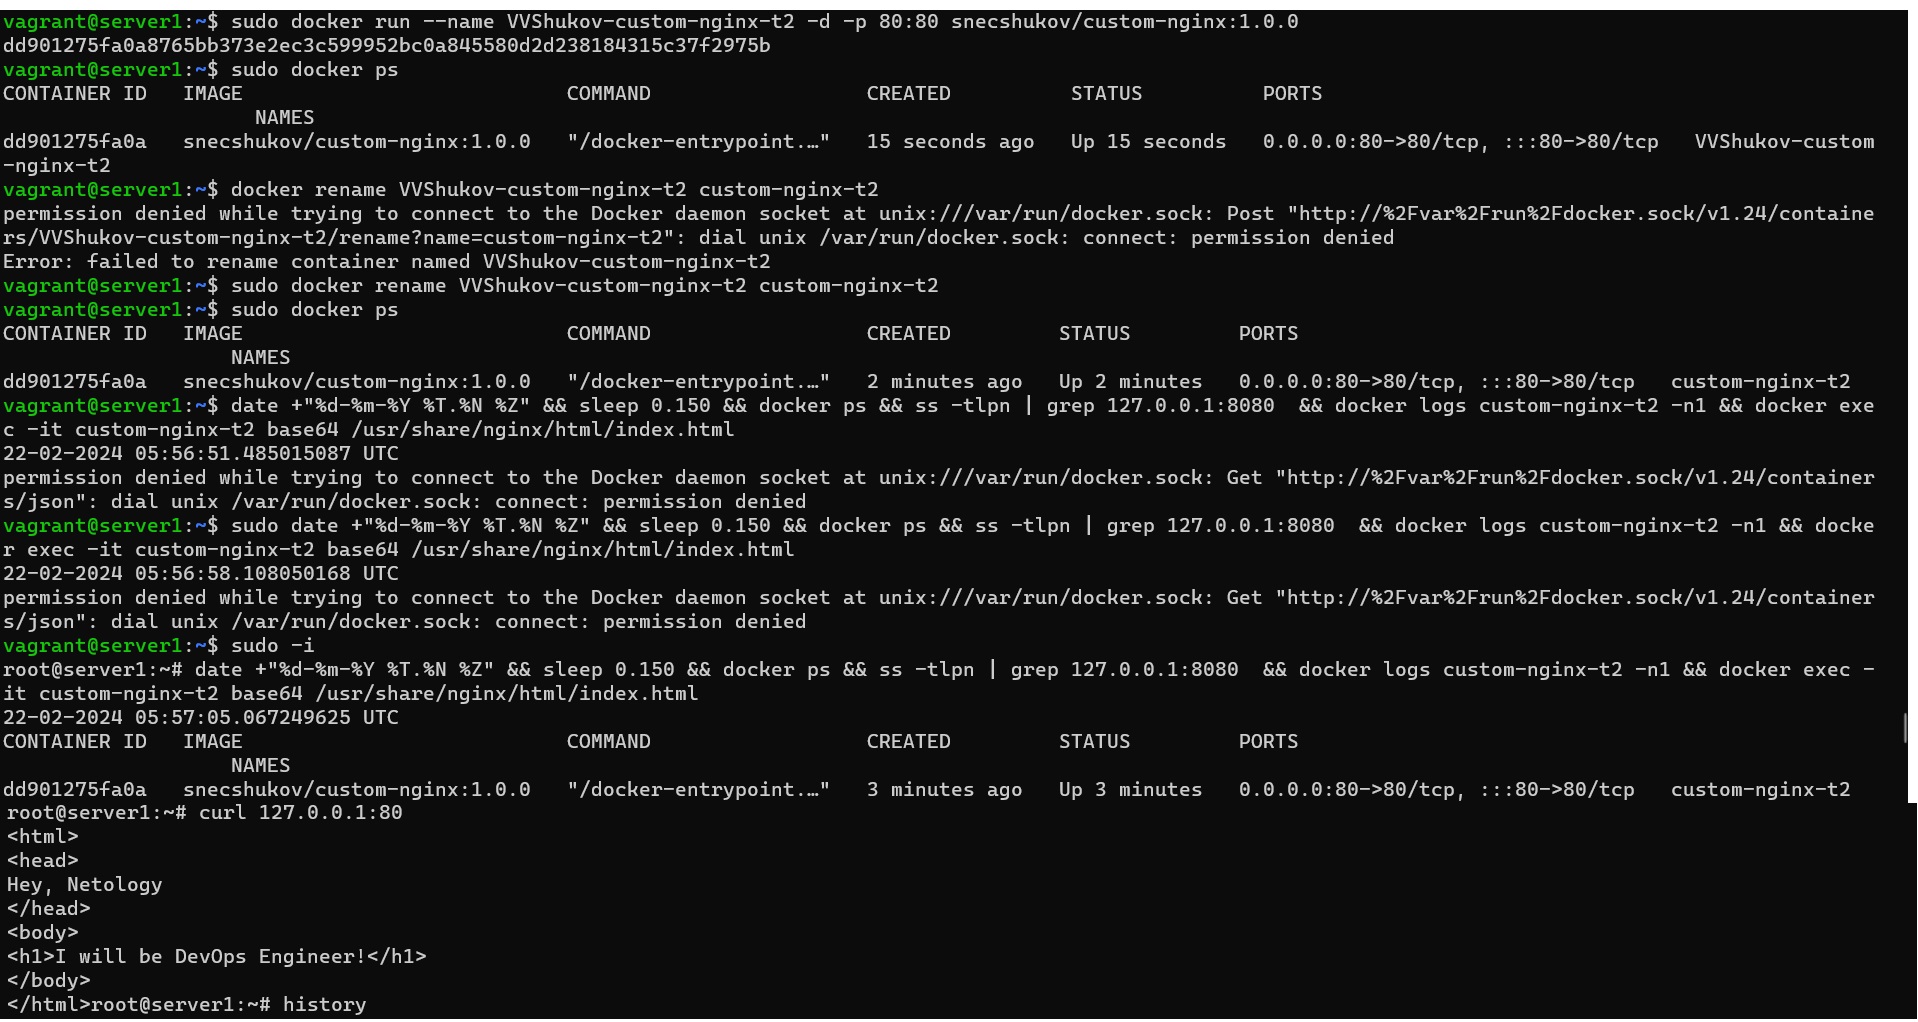 vagrant@server1:~$ sudo docker run --name VVShukov-custom-nginx-t2 -d -p 80:80 snecshukov/custom-nginx:1.0.0
dd901275fa0a8765bb373e2ec3c599952bc0a845580d2d238184315c37f2975b
vagrant@server1:~$ sudo docker ps
CONTAINER ID   IMAGE                           COMMAND                  CREATED          STATUS          PORTS
                     NAMES
dd901275fa0a   snecshukov/custom-nginx:1.0.0   "/docker-entrypoint.…"   15 seconds ago   Up 15 seconds   0.0.0.0:80->80/tcp, :::80->80/tcp   VVShukov-custom
-nginx-t2
vagrant@server1:~$ docker rename VVShukov-custom-nginx-t2 custom-nginx-t2
permission denied while trying to connect to the Docker daemon socket at unix:///var/run/docker.sock: Post "http://%2Fvar%2Frun%2Fdocker.sock/v1.24/containe
rs/VVShukov-custom-nginx-t2/rename?name=custom-nginx-t2": dial unix /var/run/docker.sock: connect: permission denied
Error: failed to rename container named VVShukov-custom-nginx-t2
vagrant@server1:~$ sudo docker rename VVShukov-custom-nginx-t2 custom-nginx-t2
vagrant@server1:~$ sudo docker ps
CONTAINER ID   IMAGE                           COMMAND                  CREATED         STATUS         PORTS
                   NAMES
dd901275fa0a   snecshukov/custom-nginx:1.0.0   "/docker-entrypoint.…"   2 minutes ago   Up 2 minutes   0.0.0.0:80->80/tcp, :::80->80/tcp   custom-nginx-t2
vagrant@server1:~$ date +"%d-%m-%Y %T.%N %Z" && sleep 0.150 && docker ps && ss -tlpn | grep 127.0.0.1:8080  && docker logs custom-nginx-t2 -n1 && docker exe
c -it custom-nginx-t2 base64 /usr/share/nginx/html/index.html
22-02-2024 05:56:51.485015087 UTC
permission denied while trying to connect to the Docker daemon socket at unix:///var/run/docker.sock: Get "http://%2Fvar%2Frun%2Fdocker.sock/v1.24/container
s/json": dial unix /var/run/docker.sock: connect: permission denied
vagrant@server1:~$ sudo date +"%d-%m-%Y %T.%N %Z" && sleep 0.150 && docker ps && ss -tlpn | grep 127.0.0.1:8080  && docker logs custom-nginx-t2 -n1 && docke
r exec -it custom-nginx-t2 base64 /usr/share/nginx/html/index.html
22-02-2024 05:56:58.108050168 UTC
permission denied while trying to connect to the Docker daemon socket at unix:///var/run/docker.sock: Get "http://%2Fvar%2Frun%2Fdocker.sock/v1.24/container
s/json": dial unix /var/run/docker.sock: connect: permission denied
vagrant@server1:~$ sudo -i
root@server1:~# date +"%d-%m-%Y %T.%N %Z" && sleep 0.150 && docker ps && ss -tlpn | grep 127.0.0.1:8080  && docker logs custom-nginx-t2 -n1 && docker exec -
it custom-nginx-t2 base64 /usr/share/nginx/html/index.html
22-02-2024 05:57:05.067249625 UTC
CONTAINER ID   IMAGE                           COMMAND                  CREATED         STATUS         PORTS
                   NAMES
dd901275fa0a   snecshukov/custom-nginx:1.0.0   "/docker-entrypoint.…"   3 minutes ago   Up 3 minutes   0.0.0.0:80->80/tcp, :::80->80/tcp   custom-nginx-t2
root@server1:~# curl 127.0.0.1:80
<html>
<head>
Hey, Netology
</head>
<body>
<h1>I will be DevOps Engineer!</h1>
</body>
</html>root@server1:~# history